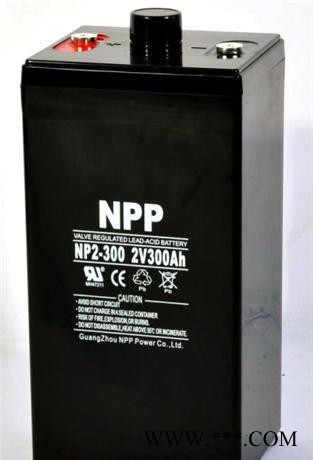 + -
NPP
VALVE REGULATED LEAD-ACID BATTERY
NP2-300 2V300Ah
MH47211
Pb
CAUTION
• AVOID SHORT CIRCUIT
• DO NOT CHARGE IN A SEALED CONTAINER
• RISK OF FIRE, EXPLOSION, OR BURNS.
• DO NOT DISASSEMBLE, HEAT ABOVE 50°C OR INCINERATE.
GuangZhou NPP Power Co., Ltd.
WWW.***.COM